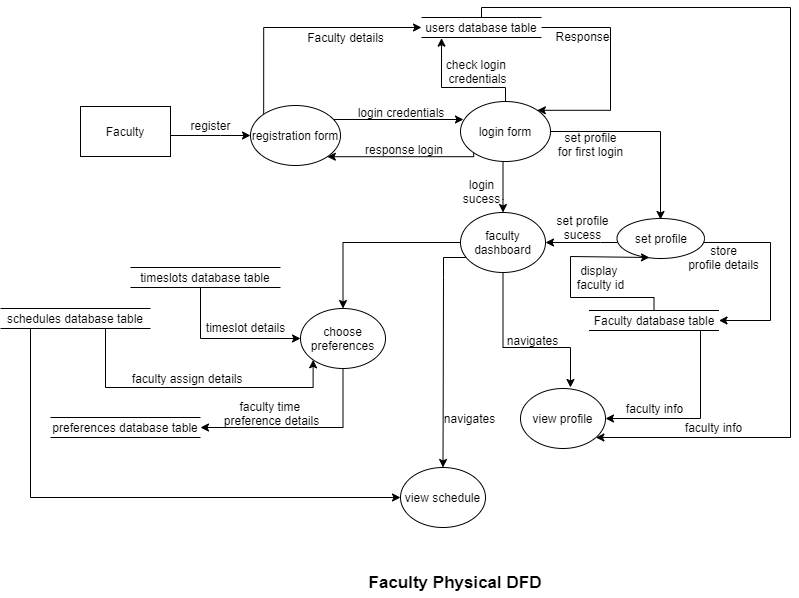 users database table
Faculty details
Response
check login
credentials
Faculty
register
registration form
login credentials
login form
set profile
for first login
response login
login
sucess
faculty
dashboard
set profile
sucess
set profile
store
profile details
display
faculty id
timeslots database table
schedules database table
timeslot details
choose
preferences
Faculty database table
navigates
faculty assign details
faculty time
preference details
preferences database table
navigates
view profile
faculty info
faculty info
view schedule
Faculty Physical DFD